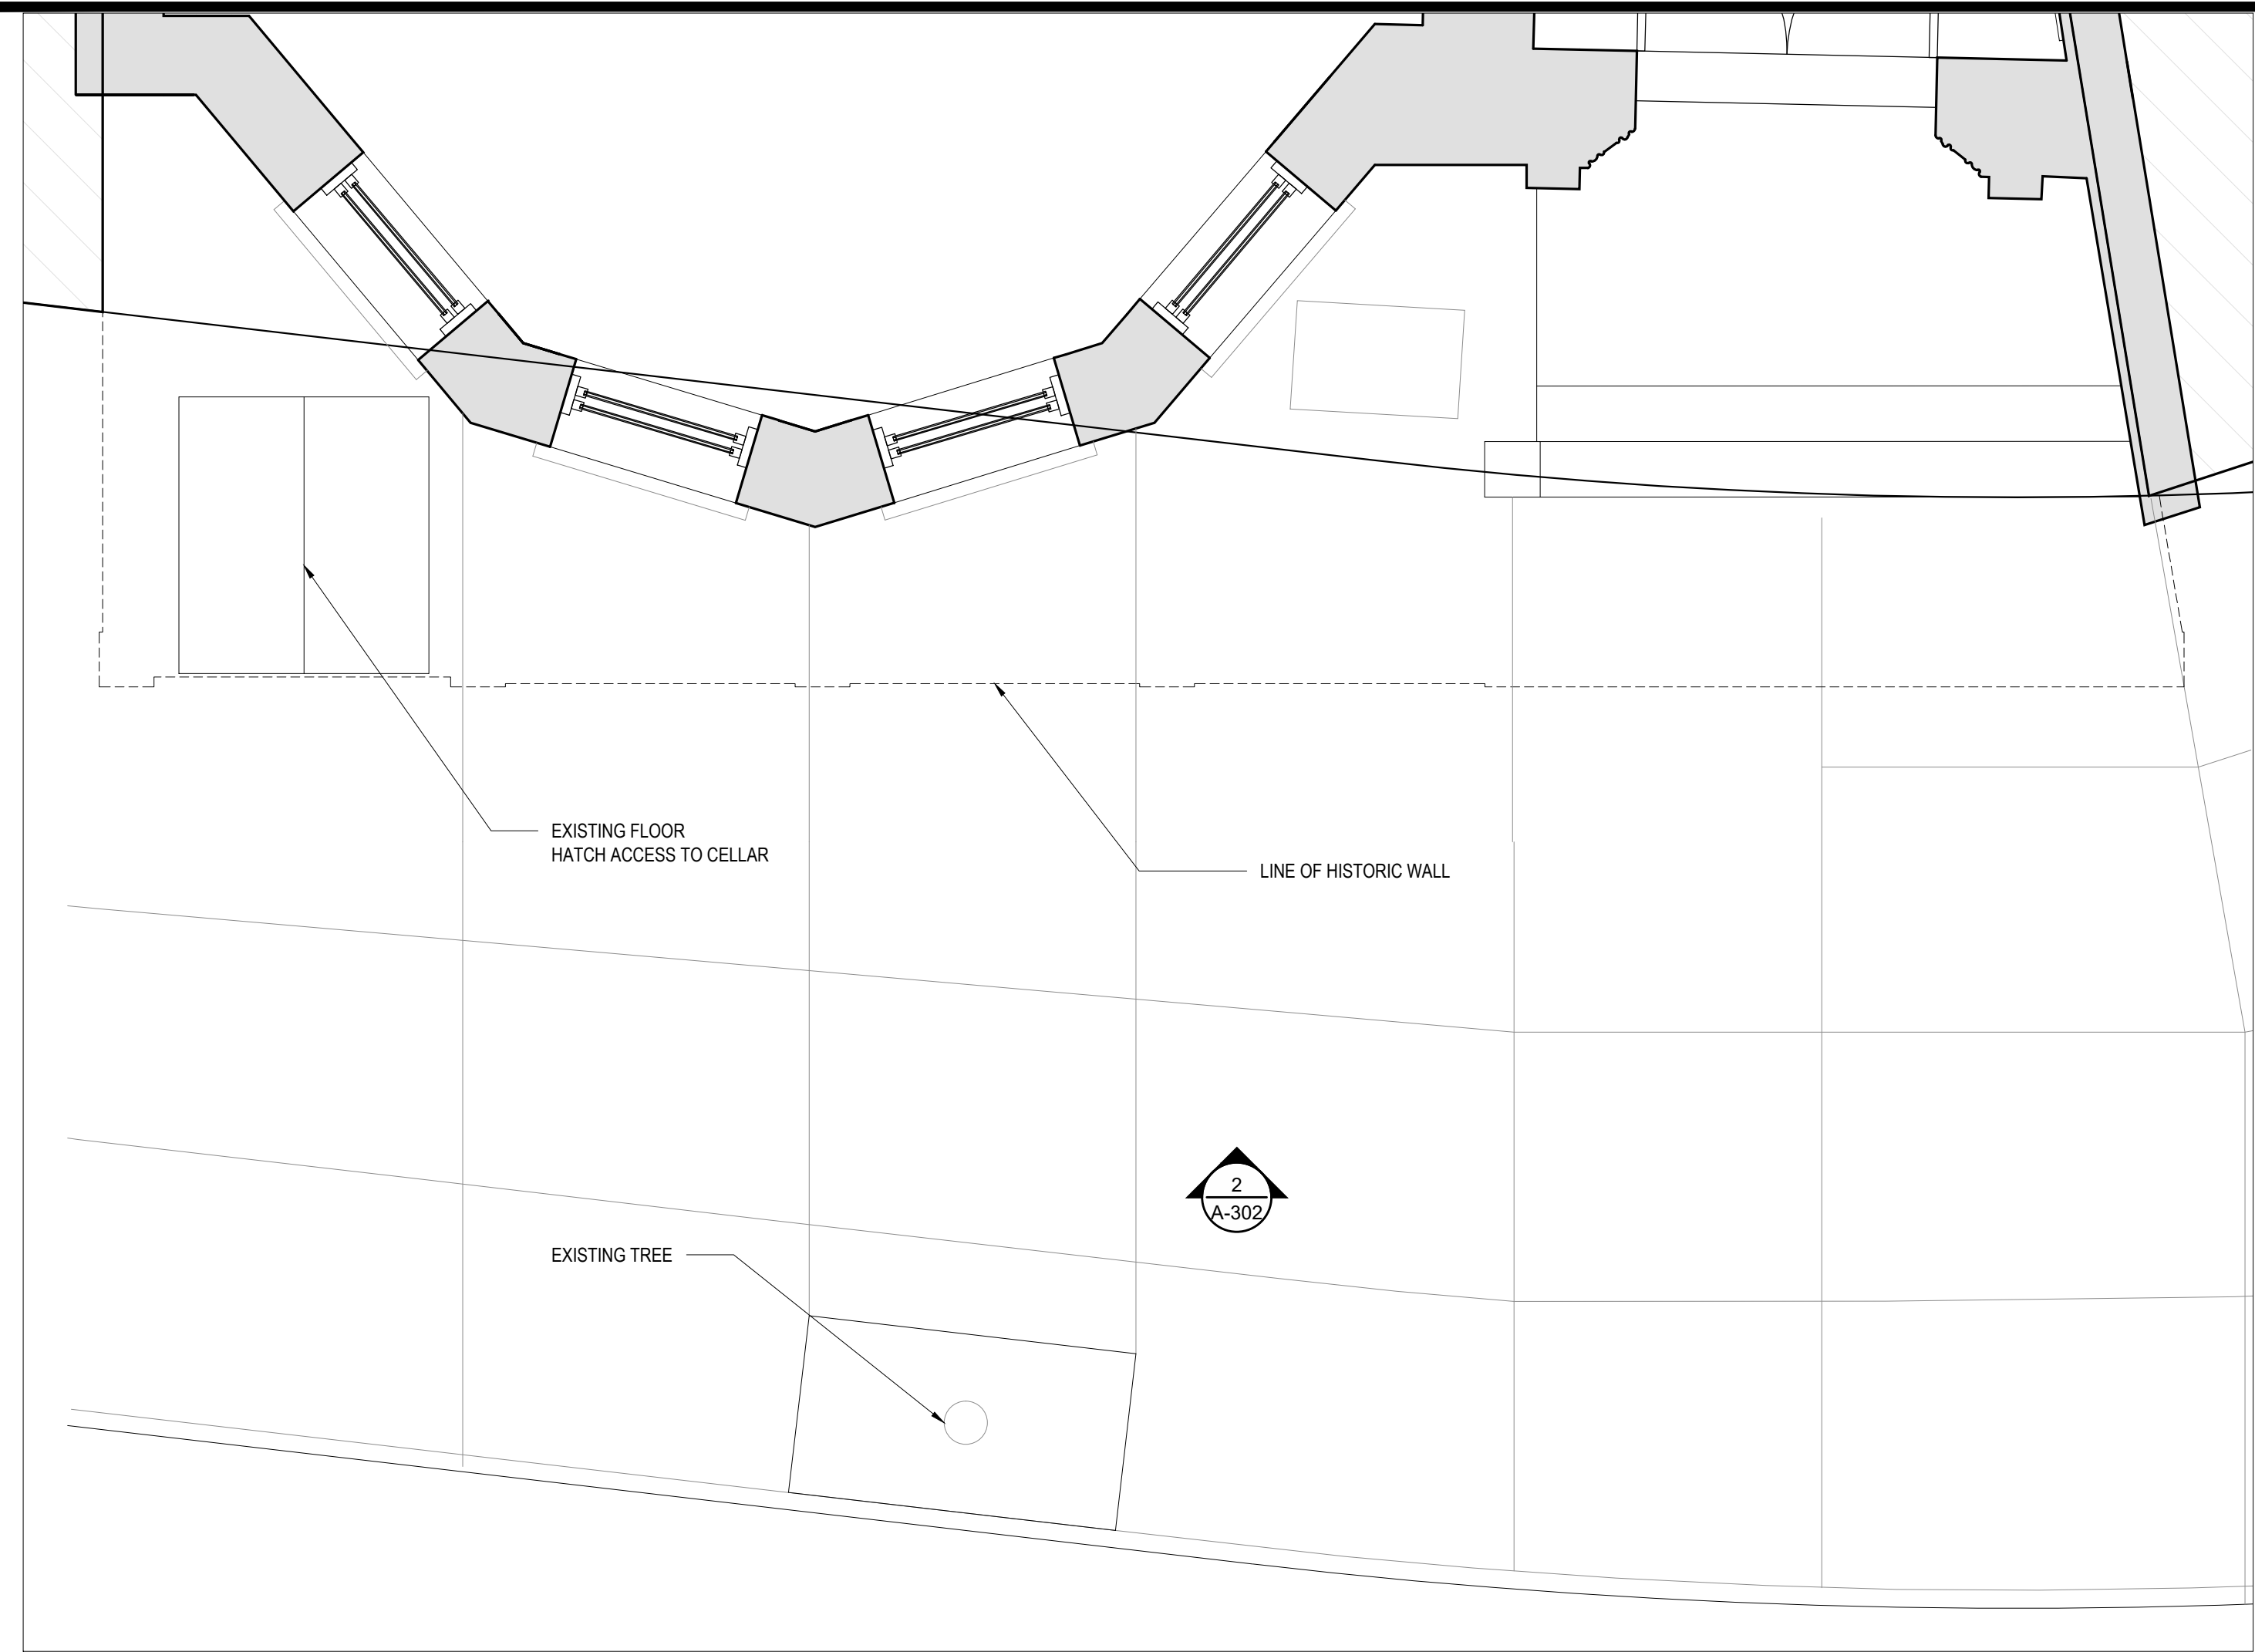 EXISTING FLOOR
HATCH ACCESS TO CELLAR
LINE OF HISTORIC WALL
2
A-302
EXISTING TREE